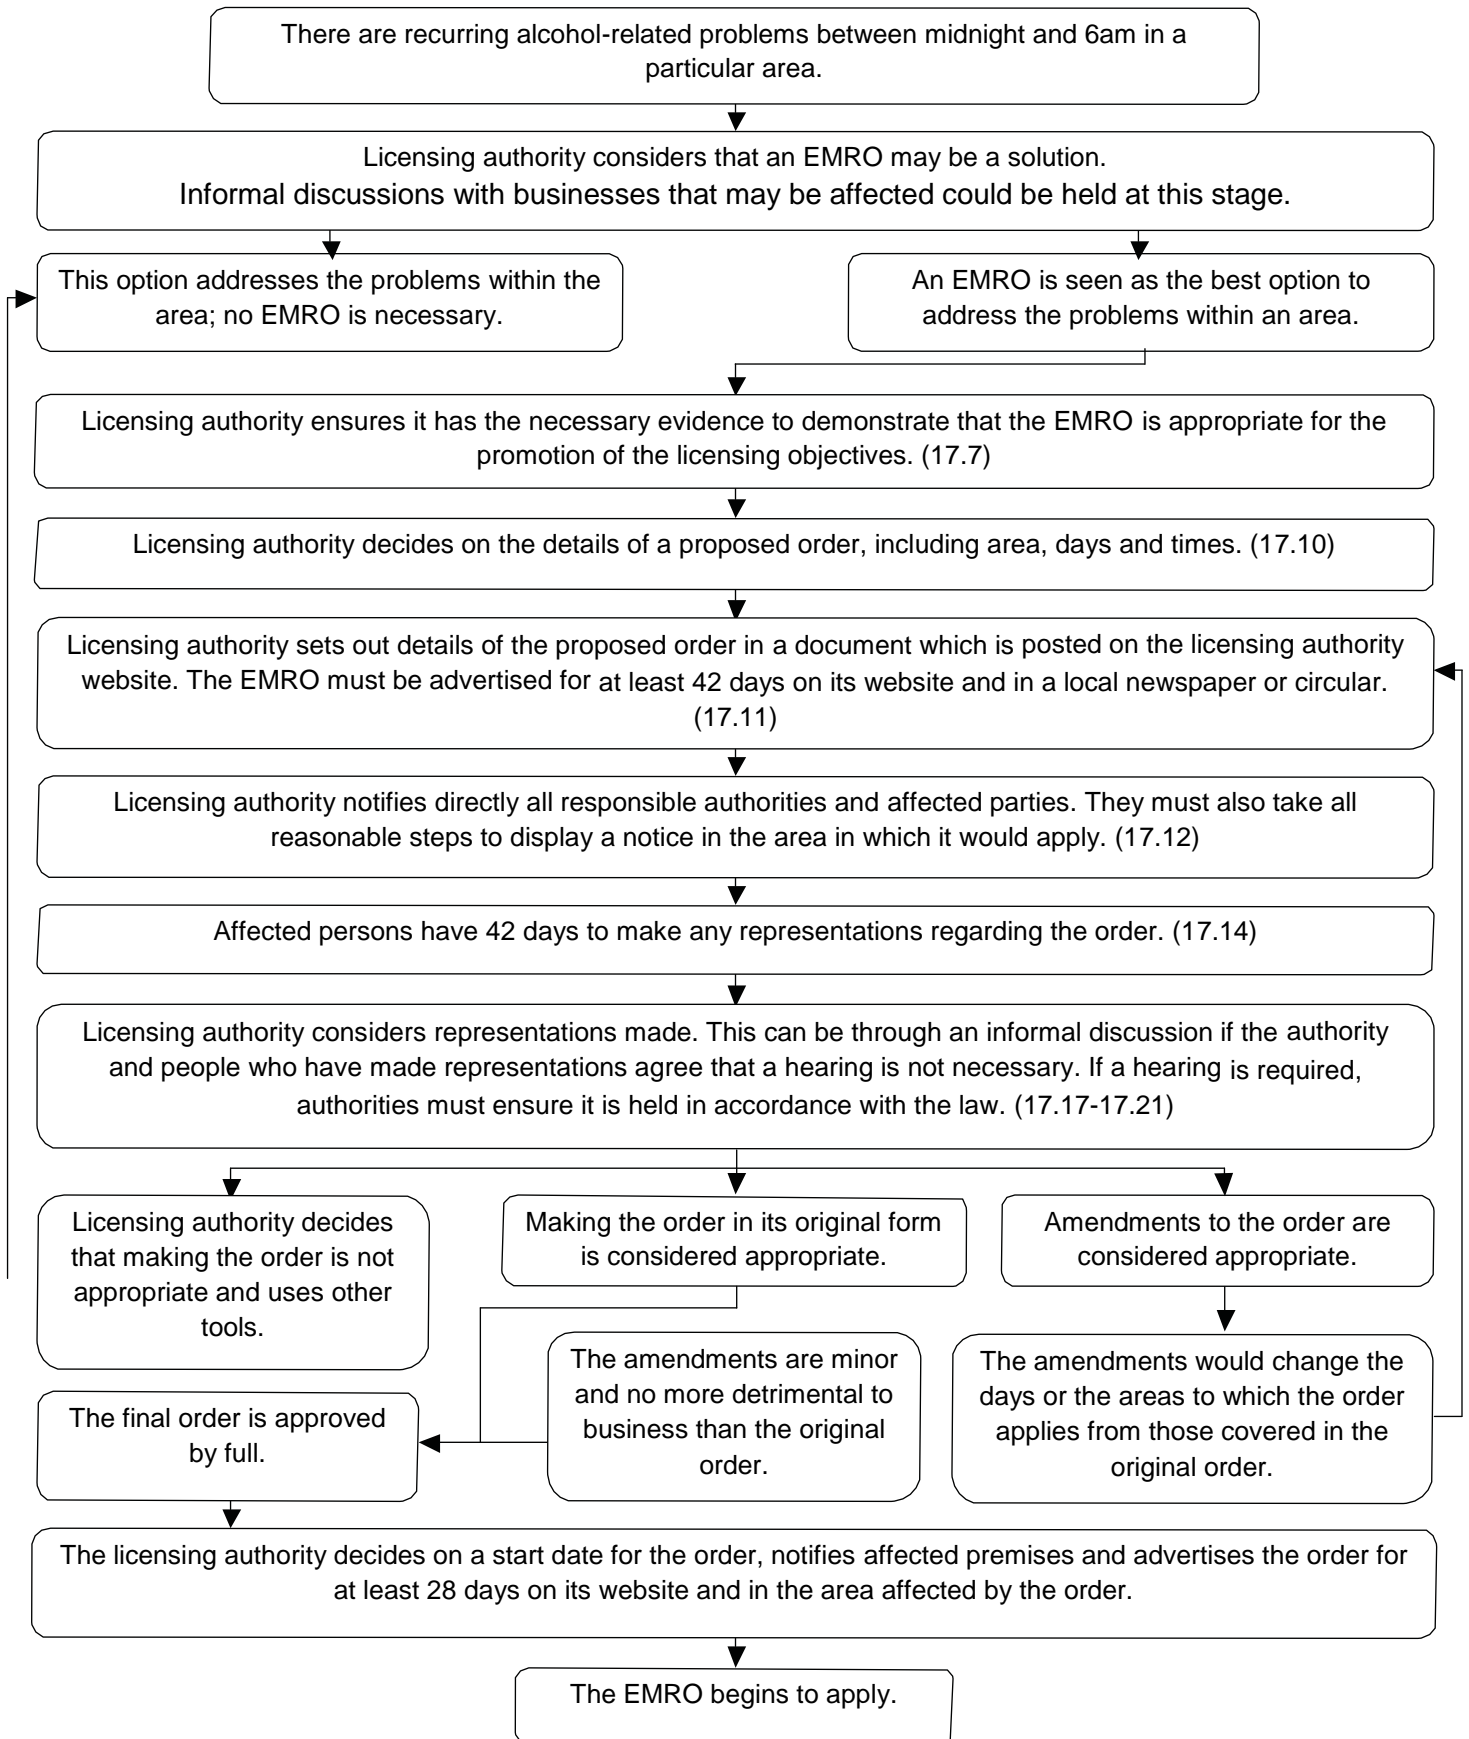 There are recurring alcohol-related problems between midnight and 6am in a
particular area.
Licensing authority considers that an EMRO may be a solution.
Informal discussions with businesses that may be affected could be held at this stage.
This option addresses the problems within the
area; no EMRO is necessary.
An EMRO is seen as the best option to
address the problems within an area.
Licensing authority ensures it has the necessary evidence to demonstrate that the EMRO is appropriate for the
promotion of the licensing objectives. (17.7)
Licensing authority decides on the details of a proposed order, including area, days and times. (17.10)
Licensing authority sets out details of the proposed order in a document which is posted on the licensing authority
website. The EMRO must be advertised for at least 42 days on its website and in a local newspaper or circular.
(17.11)
Licensing authority notifies directly all responsible authorities and affected parties. They must also take all
reasonable steps to display a notice in the area in which it would apply. (17.12)
Affected persons have 42 days to make any representations regarding the order. (17.14)
Licensing authority considers representations made. This can be through an informal discussion if the authority
and people who have made representations agree that a hearing is not necessary. If a hearing is required,
authorities must ensure it is held in accordance with the law. (17.17-17.21)
Licensing authority decides
that making the order is not
appropriate and uses other
tools.
Making the order in its original form
is considered appropriate.
Amendments to the order are
considered appropriate.
The amendments are minor
and no more detrimental to
business than the original
order.
The amendments would change the
days or the areas to which the order
applies from those covered in the
original order.
The final order is approved
by full.
The licensing authority decides on a start date for the order, notifies affected premises and advertises the order for
at least 28 days on its website and in the area affected by the order.
The EMRO begins to apply.